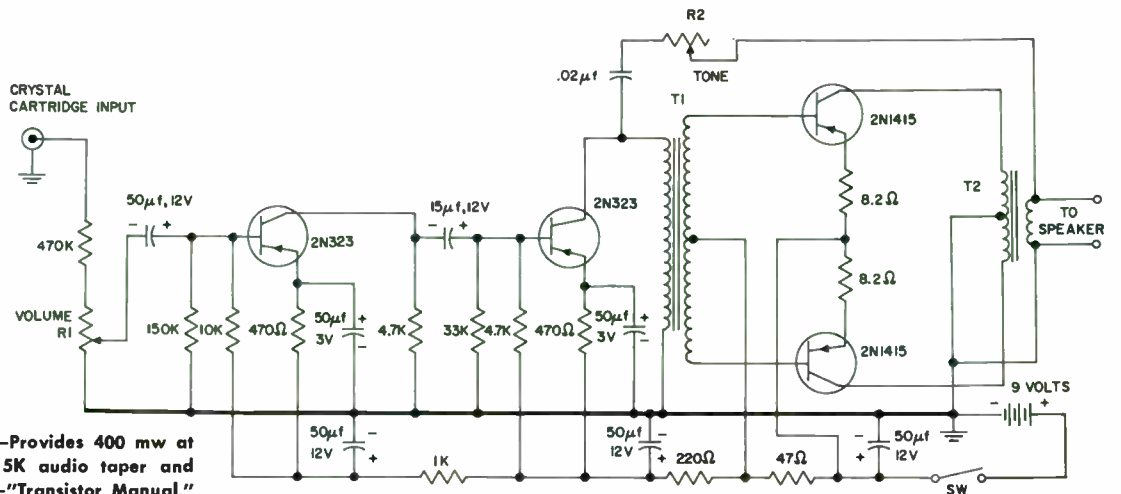 R2
TONE
.02µf
T1
CRYSTAL
CARTRIDGE INPUT
2N1415
50µf,12V
- +
15µf,12V
- +
2N323
2N323
8.2Ω
T2
TO
SPEAKER
470K
8.2Ω
VOLUME
R1
150K
10K
470Ω
50µf
3V
+
-
4.7K
33K
4.7K
470Ω
50µf
3V
+
-
2N1415
9 VOLTS
- +
50µf
12V
-
+
1K
50µf
12V
-
+
220Ω
47Ω
-
+
50µf
12V
SW
–Provides 400 mw at
5K audio taper and
–"Transistor Manual,"